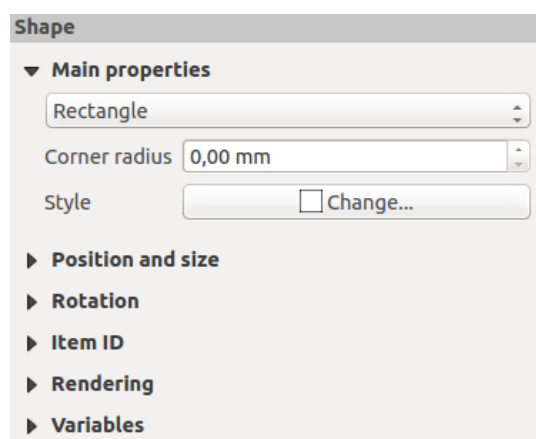 Shape
Main properties
Rectangle
Corner radius 0,00 mm
Style Change...
Position and size
Rotation
Item ID
Rendering
Variables